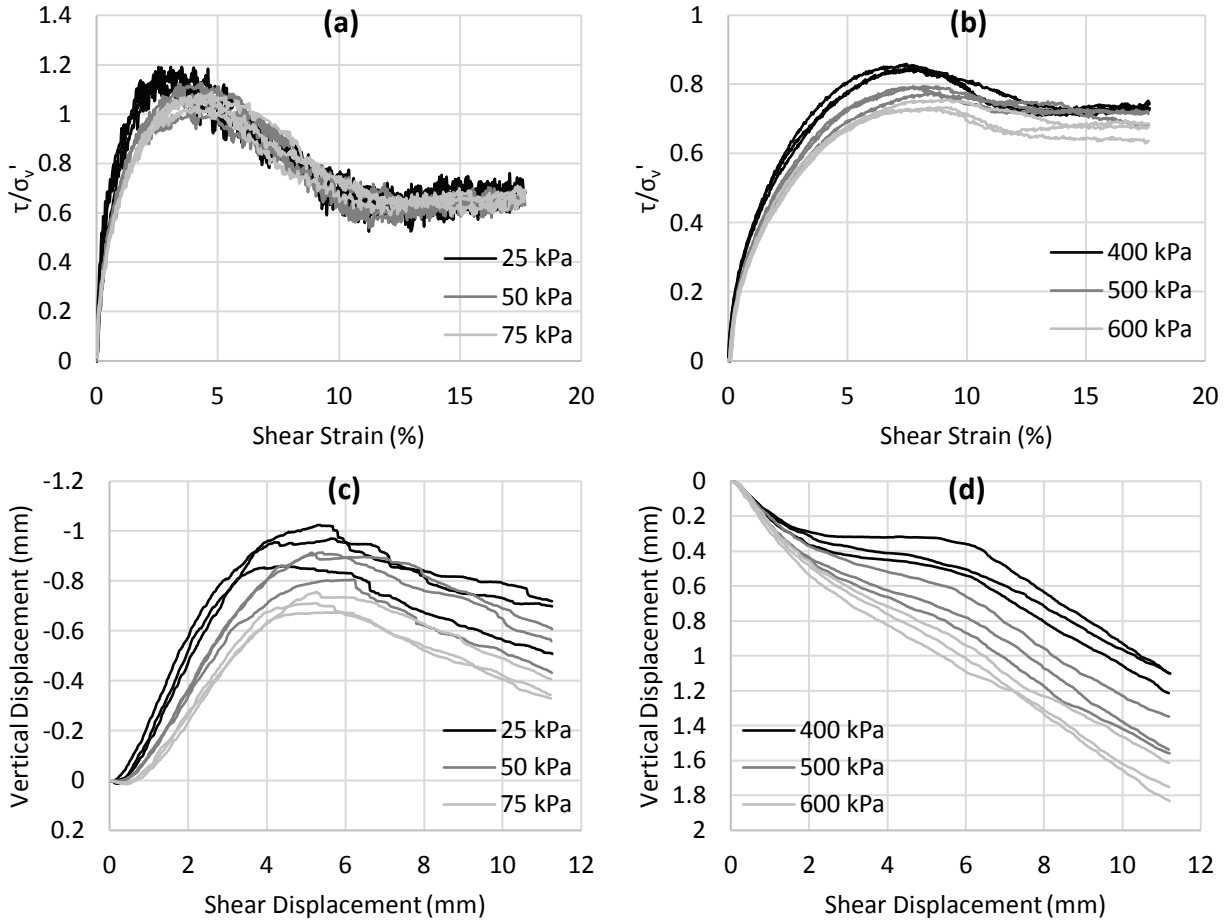 (a)
1.4
1.2
1
0.8
0.6
0.4
0.2
0
τ/σv'
0
5
10
15
20
Shear Strain (%)
25 kPa
50 kPa
75 kPa
(b)
1
0.8
0.6
0.4
0.2
0
τ/σv'
0
5
10
15
20
Shear Strain (%)
400 kPa
500 kPa
600 kPa
(c)
-1.2
-1
-0.8
-0.6
-0.4
-0.2
0
0.2
Vertical Displacement (mm)
0
2
4
6
8
10
12
Shear Displacement (mm)
25 kPa
50 kPa
75 kPa
(d)
0
0.2
0.4
0.6
0.8
1
1.2
1.4
1.6
1.8
2
Vertical Displacement (mm)
0
2
4
6
8
10
12
Shear Displacement (mm)
400 kPa
500 kPa
600 kPa